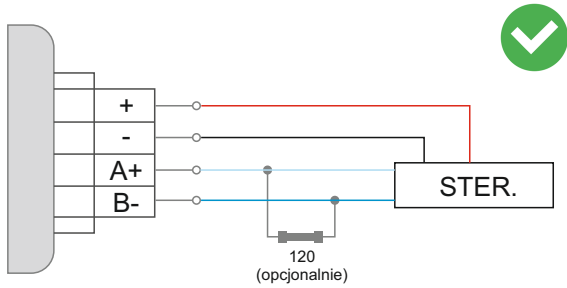 +
-
A+
B-
STER.
120
(opcjonalnie)